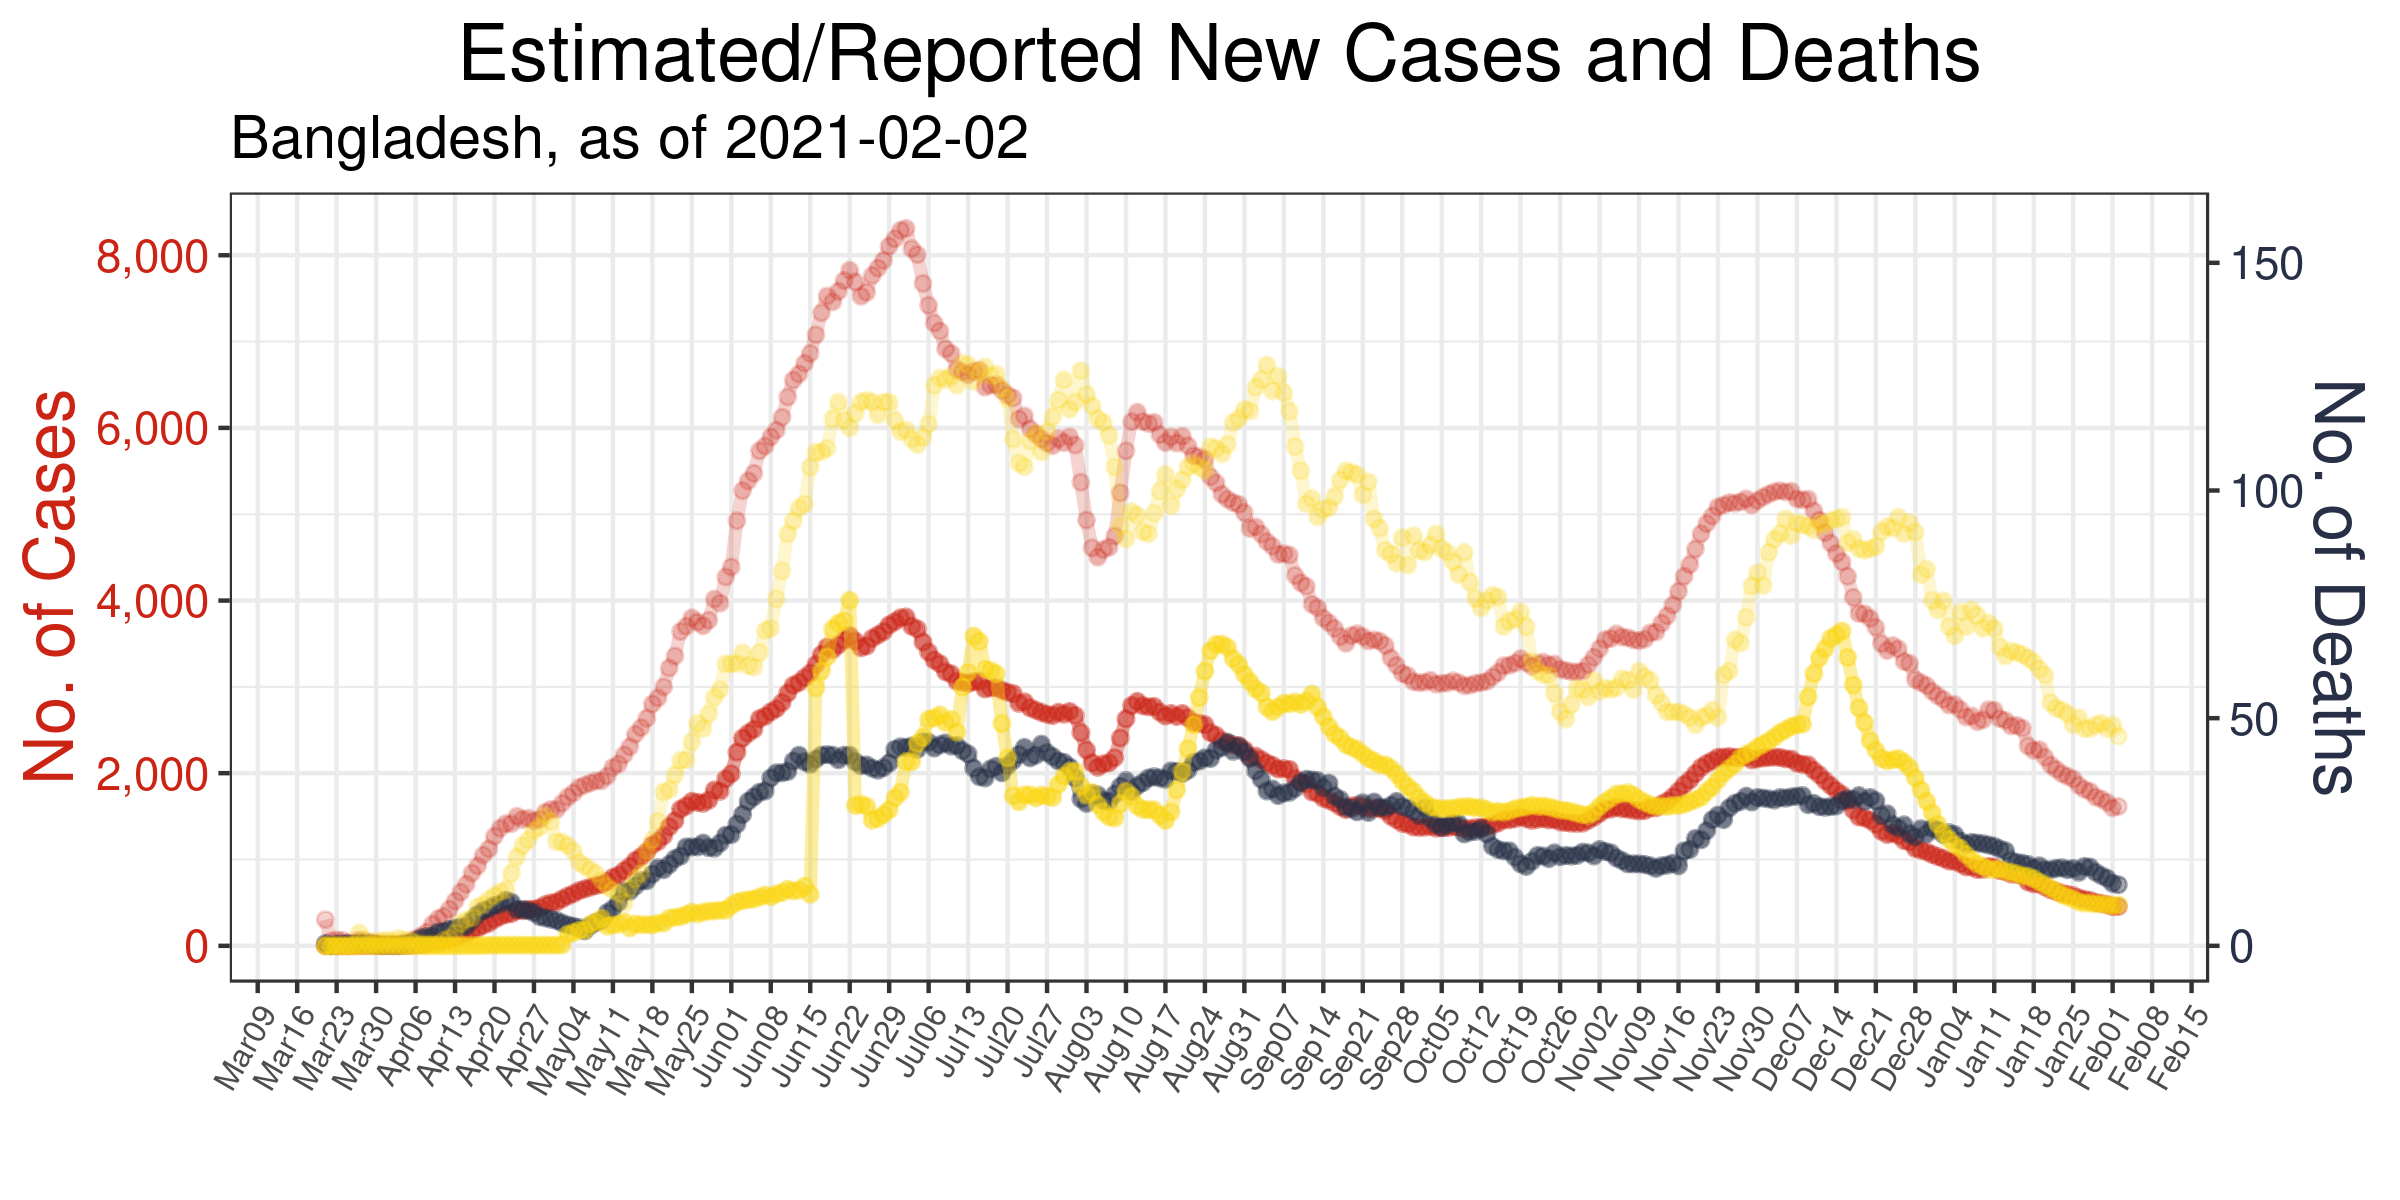 Estimated/Reported New Cases and Deaths
Bangladesh, as of 2021-02-02
No. of Cases
8,000
6,000
4,000
2,000
0
150
100
50
0
No. of Deaths
Mar09
Mar16
Mar23
Mar30
Apr06
Apr13
Apr20
Apr27
May04
May11
May18
May25
Jun01
Jun08
Jun15
Jun22
Jun29
Jul06
Jul13
Jul20
Jul27
Aug03
Aug10
Aug17
Aug24
Aug31
Sep07
Sep14
Sep21
Sep28
Oct05
Oct12
Oct19
Oct26
Nov02
Nov09
Nov16
Nov23
Nov30
Dec07
Dec14
Dec21
Dec28
Jan04
Jan11
Jan18
Jan25
Feb01
Feb08
Feb15